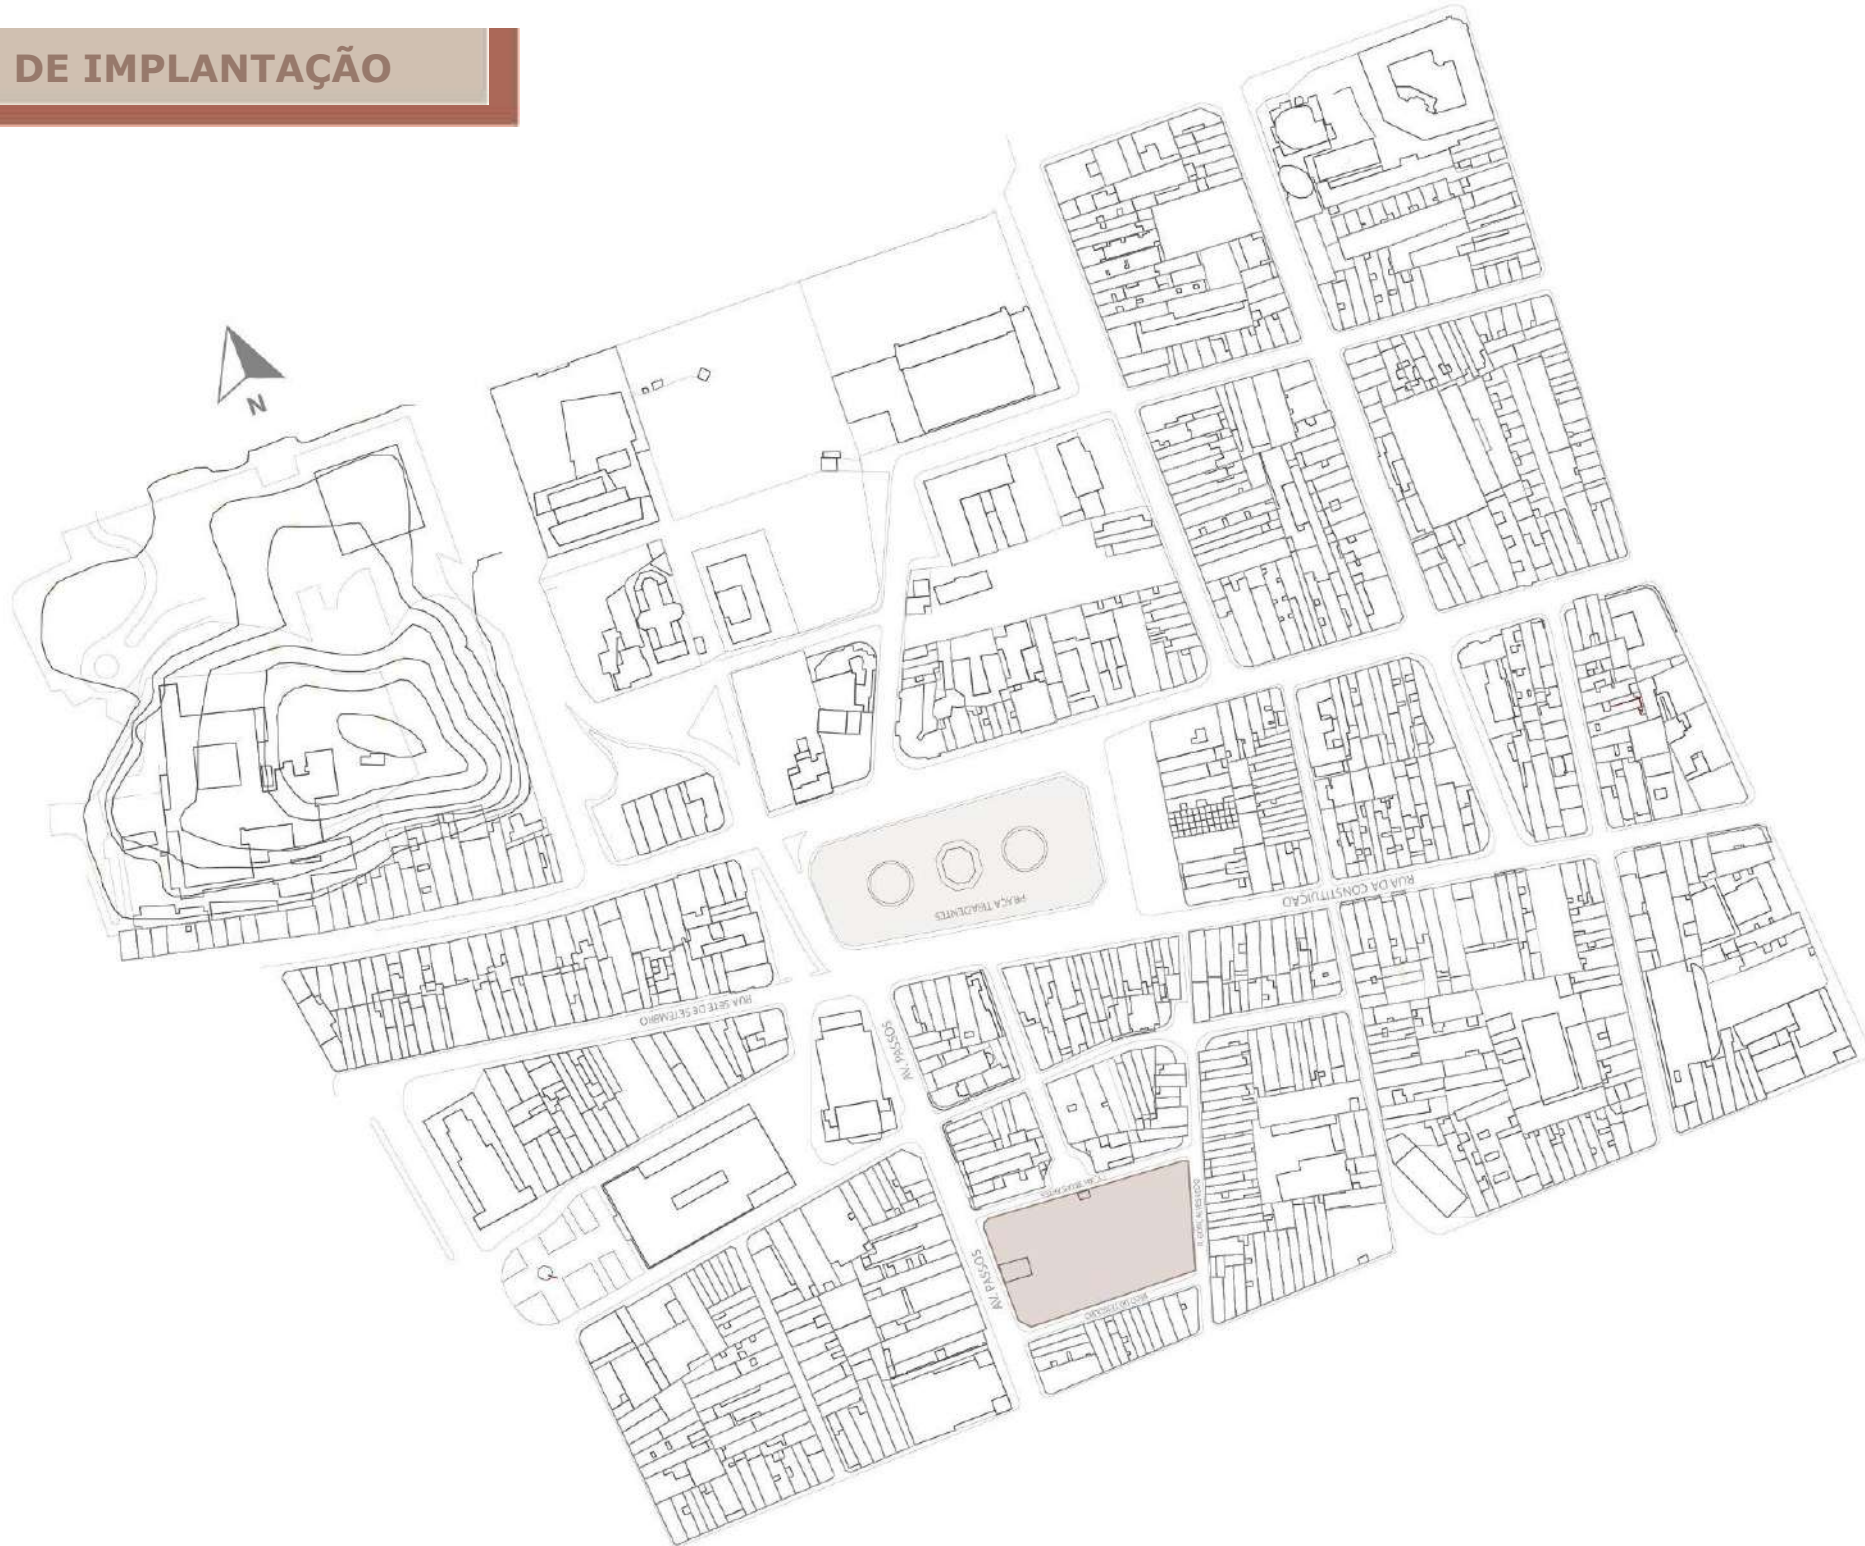 DE IMPLANTAÇÃO
N
PRAÇA TIRADENTES
RUA DA CONSTITUIÇÃO
RUA SETE DE SETEMBRO
AV. PASSOS
AV. PASSOS